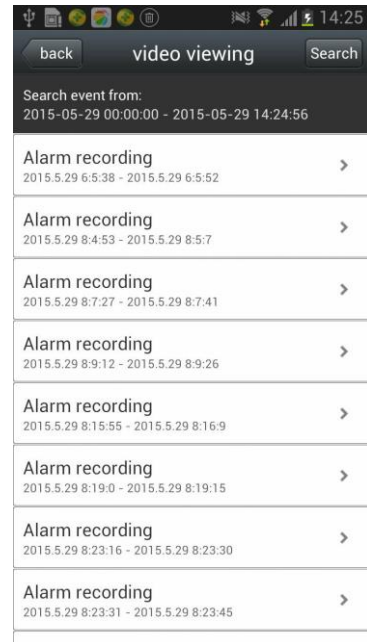 14:25
back
video viewing
Search
Search event from:
2015-05-29 00:00:00 - 2015-05-29 14:24:56
Alarm recording
2015.5.29 6:5:38 - 2015.5.29 6:5:52
Alarm recording
2015.5.29 8:4:53 - 2015.5.29 8:5:7
Alarm recording
2015.5.29 8:7:27 - 2015.5.29 8:7:41
Alarm recording
2015.5.29 8:9:12 - 2015.5.29 8:9:26
Alarm recording
2015.5.29 8:15:55 - 2015.5.29 8:16:9
Alarm recording
2015.5.29 8:19:0 - 2015.5.29 8:19:15
Alarm recording
2015.5.29 8:23:16 - 2015.5.29 8:23:30
Alarm recording
2015.5.29 8:23:31 - 2015.5.29 8:23:45